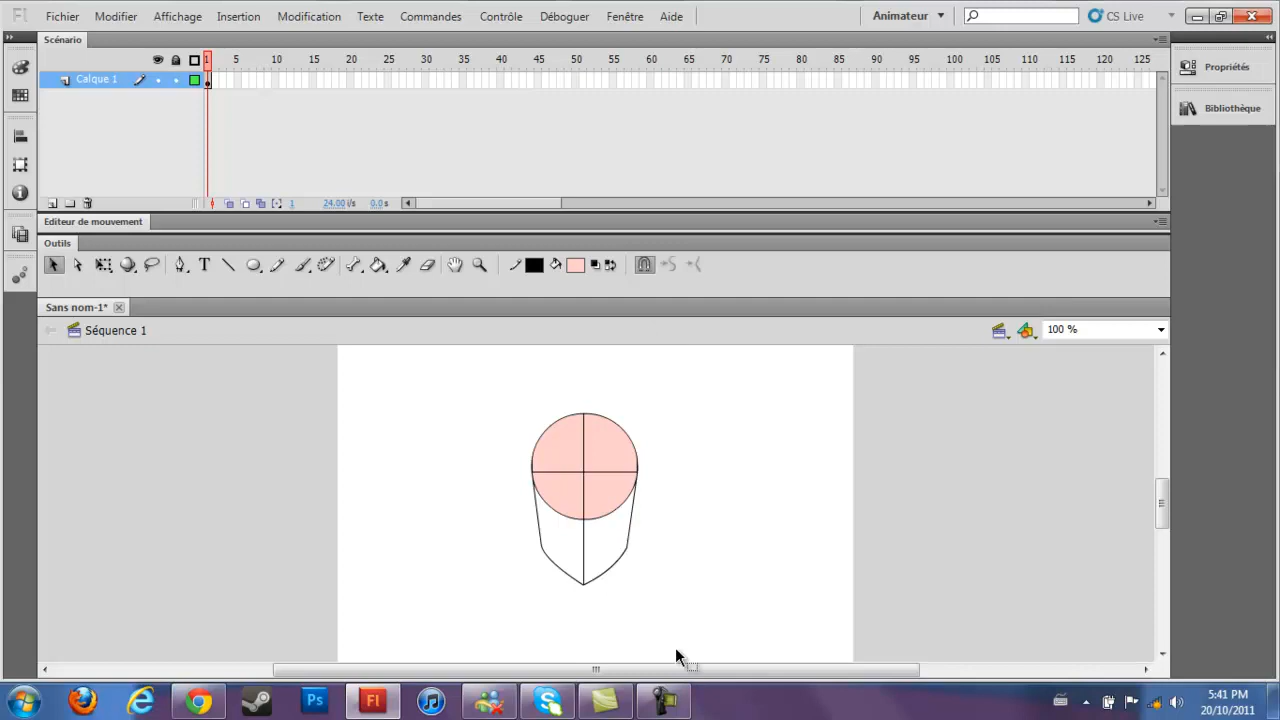 Fl Fichier Modifier Affichage Insertion Modification Texte Commandes Contrôle Déboguer Fenêtre Aide Animateur CS Live
Scénario
1 5 10 15 20 25 30 35 40 45 50 55 60 65 70 75 80 85 90 95 100 105 110 115 120 125
Calque 1
1 24.00 i/s 0.0 s
Editeur de mouvement
Outils
T
Sans nom-1*
Séquence 1 100 %
Propriétés
Bibliothèque
Ps Fl
5:41 PM
20/10/2011